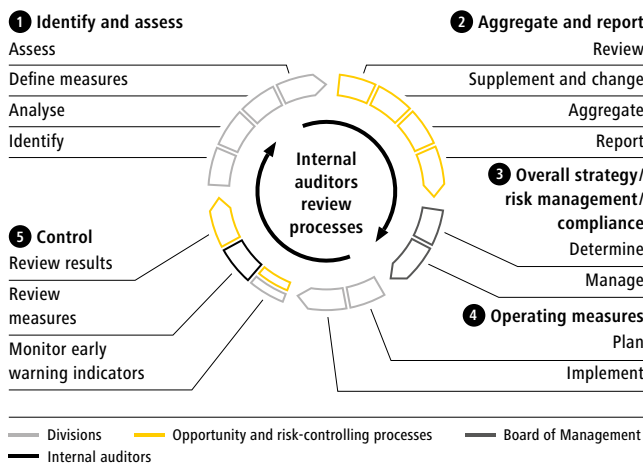 1 Identify and assess
Assess
Define measures
Analyse
Identify
2 Aggregate and report
Review
Supplement and change
Aggregate
Report
3 Overall strategy/
risk management/
compliance
Determine
Manage
4 Operating measures
Plan
Implement
5 Control
Review results
Review
measures
Monitor early
warning indicators
Internal
auditors
review
processes
Divisions
Opportunity and risk-controlling processes
Board of Management
Internal auditors